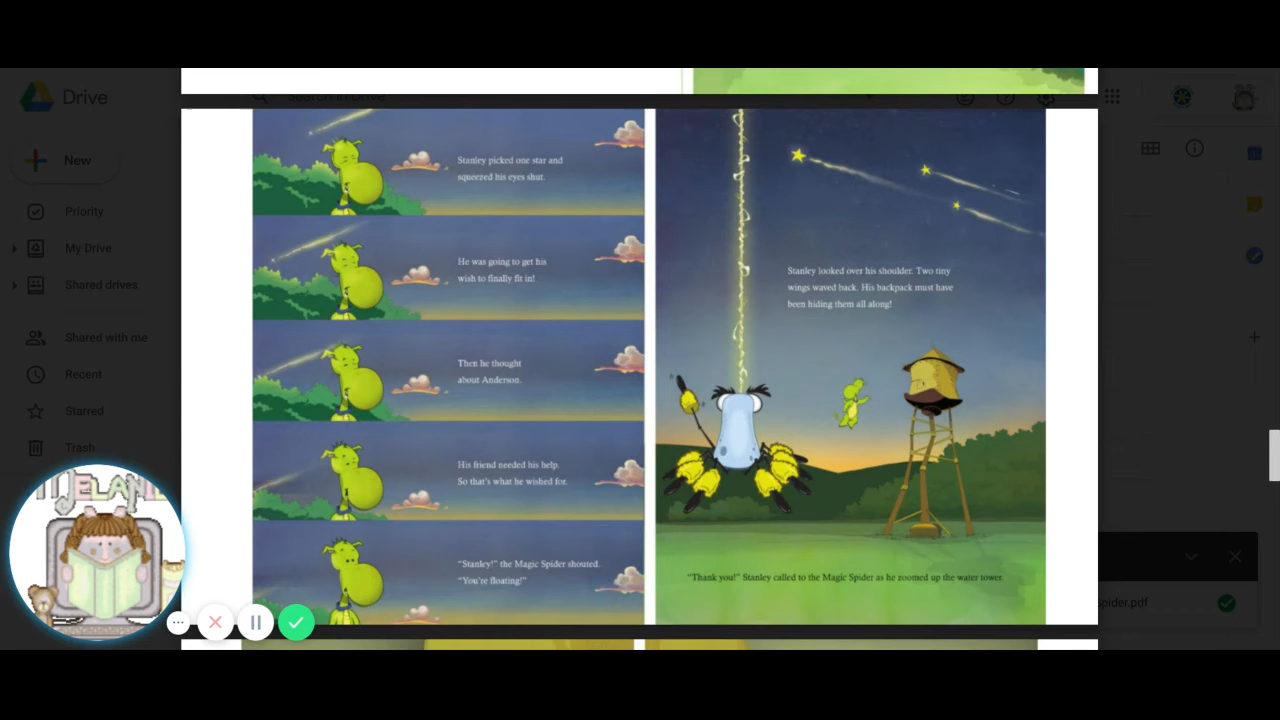 Drive
Search in Drive
New
Priority
My Drive
Shared drives
Shared with me
Recent
Starred
Trash
Stanley picked one star and
squeezed his eyes shut.
He was going to get his
wish to finally fit in!
Then he thought
about Anderson.
His friend needed his help.
So that's what he wished for.
"Stanley!" the Magic Spider shouted.
"You're floating!"
Stanley looked over his shoulder. Two tiny
wings waved back. His backpack must have
been hiding them all along!
"Thank you!" Stanley called to the Magic Spider as he zoomed up the water tower.
pider.pdf